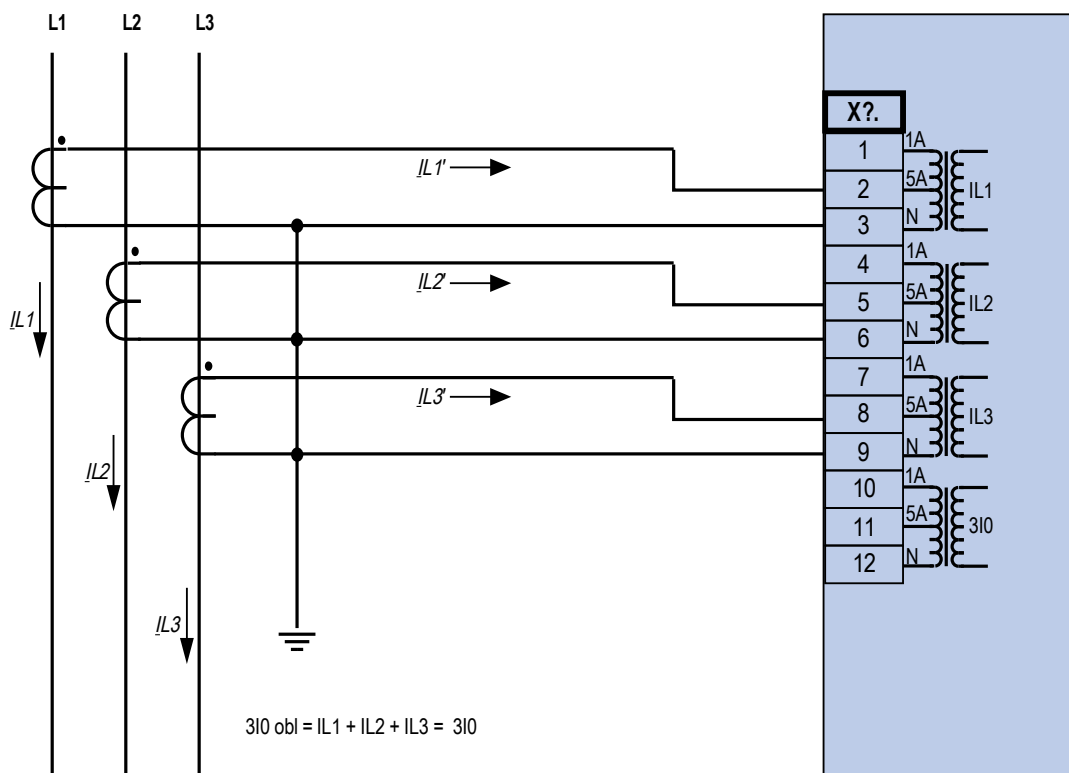 L1 L2 L3
X?.
1 1A
IL1'
2 5A IL1
3 N
4 1A
IL2'
5 5A IL2
IL1
6 N
7 1A
IL3'
8 5A IL3
9 N
IL2
10 1A
11 5A 3I0
12 N
IL3
3I0 obl = IL1 + IL2 + IL3 = 3I0